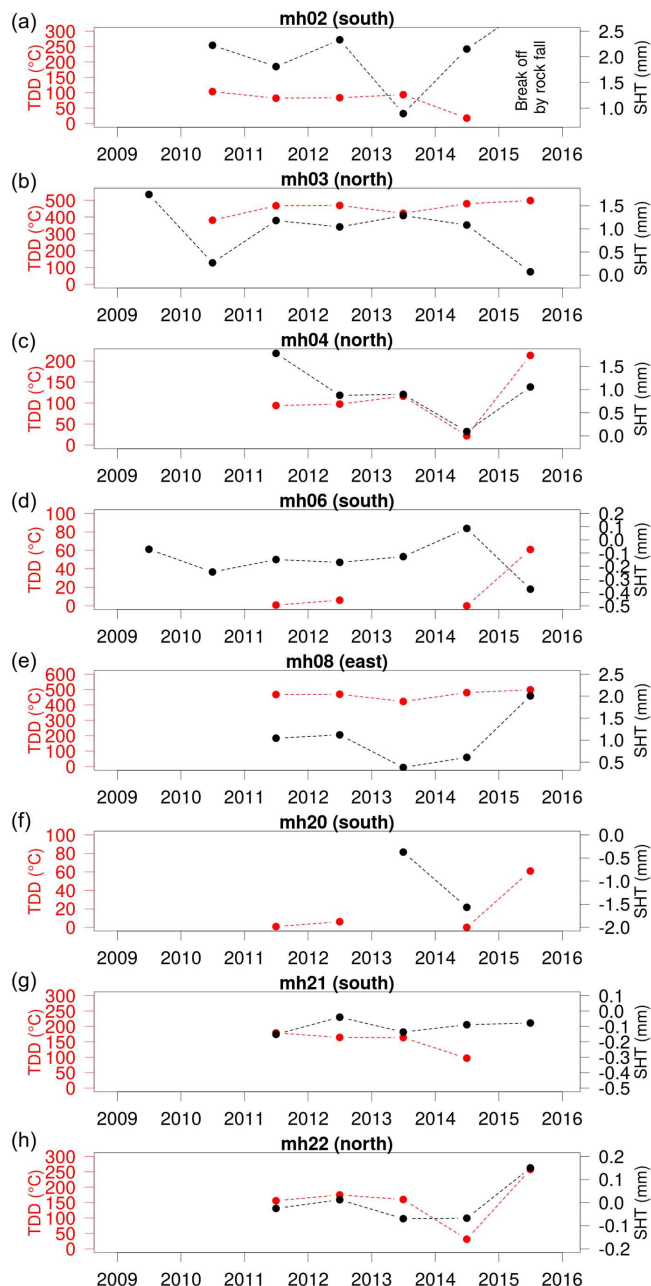 (a)
mh02 (south)
TDD (°C)
300
250
200
150
100
50
0
2.5
2.0
1.5
1.0
SHT (mm)
Break off
by rock fall
2009 2010 2011 2012 2013 2014 2015 2016
(b)
mh03 (north)
TDD (°C)
500
400
300
200
100
0
1.5
1.0
0.5
0.0
SHT (mm)
2009 2010 2011 2012 2013 2014 2015 2016
(c)
mh04 (north)
TDD (°C)
200
150
100
50
0
1.5
1.0
0.5
0.0
SHT (mm)
2009 2010 2011 2012 2013 2014 2015 2016
(d)
mh06 (south)
TDD (°C)
100
80
60
40
20
0
0.2
0.1
0.0
-0.1
-0.2
-0.3
-0.4
-0.5
SHT (mm)
2009 2010 2011 2012 2013 2014 2015 2016
(e)
mh08 (east)
TDD (°C)
600
500
400
300
200
100
0
2.5
2.0
1.5
1.0
0.5
SHT (mm)
2009 2010 2011 2012 2013 2014 2015 2016
(f)
mh20 (south)
TDD (°C)
100
80
60
40
20
0
0.0
-0.5
-1.0
-1.5
-2.0
SHT (mm)
2009 2010 2011 2012 2013 2014 2015 2016
(g)
mh21 (south)
TDD (°C)
300
250
200
150
100
50
0
0.1
0.0
-0.1
-0.2
-0.3
-0.4
-0.5
SHT (mm)
2009 2010 2011 2012 2013 2014 2015 2016
(h)
mh22 (north)
TDD (°C)
300
250
200
150
100
50
0
0.2
0.1
0.0
-0.1
-0.2
SHT (mm)
2009 2010 2011 2012 2013 2014 2015 2016